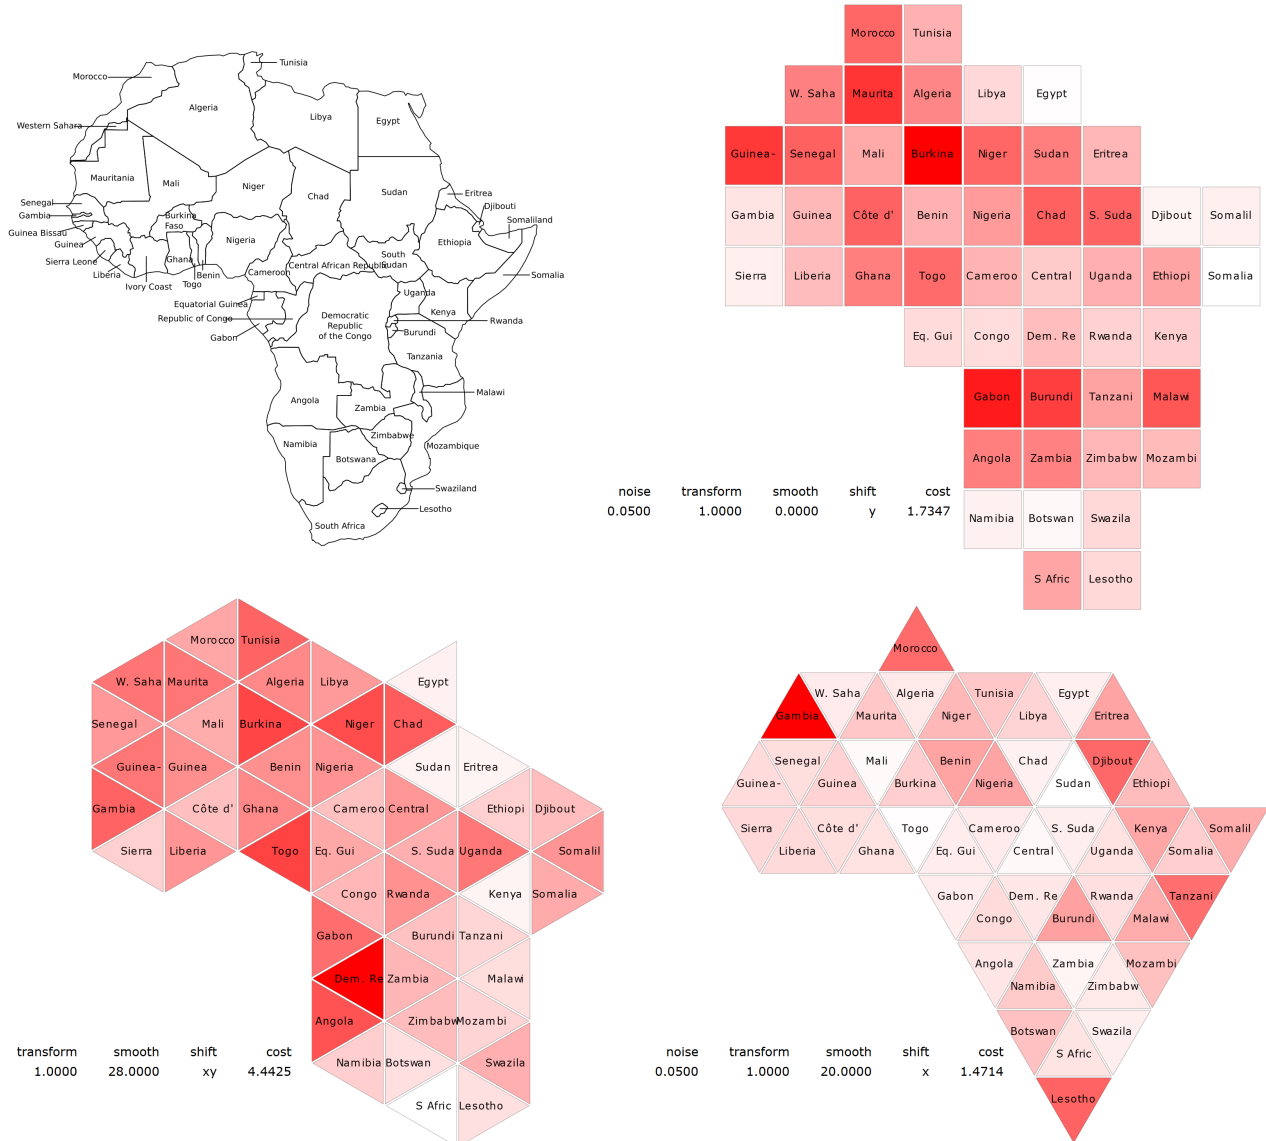 Tunisia
Morocco
Algeria
Libya
Egypt
Western Sahara
Mauritania
Mali
Niger
Chad
Sudan
Eritrea
Senegal
Djibouti
Gambia
Burkina
Faso
Somaliland
Guinea Bissau
Nigeria
Ethiopia
Guinea
South
Sudan
Sierra Leone
Ghana
Central African Republic
Liberia
Benin
Cameroon
Somalia
Togo
Ivory Coast
Uganda
Equatorial Guinea
Kenya
Republic of Congo
Democratic
Republic
of the Congo
Rwanda
Burundi
Gabon
Tanzania
Malawi
Angola
Zambia
Zimbabwe
Namibia
Mozambique
Botswana
Swaziland
Lesotho
South Africa
Morocco Tunisia
W. Saha Maurita Algeria Libya Egypt
Guinea- Senegal Mali Burkina Niger Sudan Eritrea
Gambia Guinea Côte d' Benin Nigeria Chad S. Suda Djibout Somalil
Sierra Liberia Ghana Togo Cameroo Central Uganda Ethiopi Somalia
Eq. Gui Congo Dem. Re Rwanda Kenya
Gabon Burundi Tanzani Malawi
Angola Zambia Zimbabw Mozambi
Namibia Botswan Swazila
S Afric Lesotho
noise transform smooth shift cost
0.0500 1.0000 0.0000 y 1.7347
Morocco Tunisia
W. Saha Maurita Algeria Libya Egypt
Senegal Mali Burkina Niger Chad
Guinea- Guinea Benin Nigeria Sudan Eritrea
Gambia Côte d' Ghana Cameroo Central Ethiopi Djibout
Sierra Liberia Togo Eq. Gui S. Suda Uganda Somalil
Congo Rwanda Kenya Somalia
Gabon Burundi Tanzani
Dem. Re Zambia Malawi
Angola Zimbabw Mozambi
Namibia Botswan Swazila
S Afric Lesotho
transform smooth shift cost
1.0000 28.0000 xy 4.4425
Morocco
W. Saha Algeria Tunisia Egypt
Gambia Maurita Niger Libya Eritrea
Senegal Mali Benin Chad Djibout
Guinea- Guinea Burkina Nigeria Sudan Ethiopi
Sierra Côte d' Togo Cameroo S. Suda Kenya Somalil
Liberia Ghana Eq. Gui Central Uganda Somalia
Gabon Dem. Re Rwanda Tanzani
Congo Burundi Malawi
Angola Zambia Mozambi
Namibia Zimbabw
Botswan Swazila
S Afric
Lesotho
noise transform smooth shift cost
0.0500 1.0000 20.0000 x 1.4714